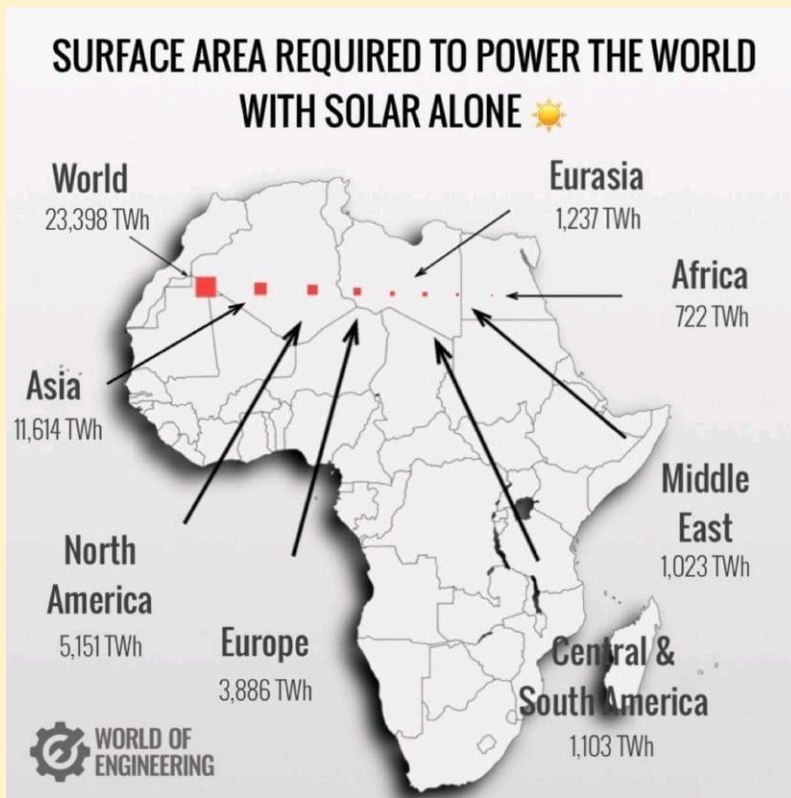 SURFACE AREA REQUIRED TO POWER THE WORLD
WITH SOLAR ALONE ☀️
World
23,398 TWh
Eurasia
1,237 TWh
Africa
722 TWh
Asia
11,614 TWh
North
America
5,151 TWh
Europe
3,886 TWh
Middle
East
1,023 TWh
Central &
South America
1,103 TWh
WORLD OF
ENGINEERING